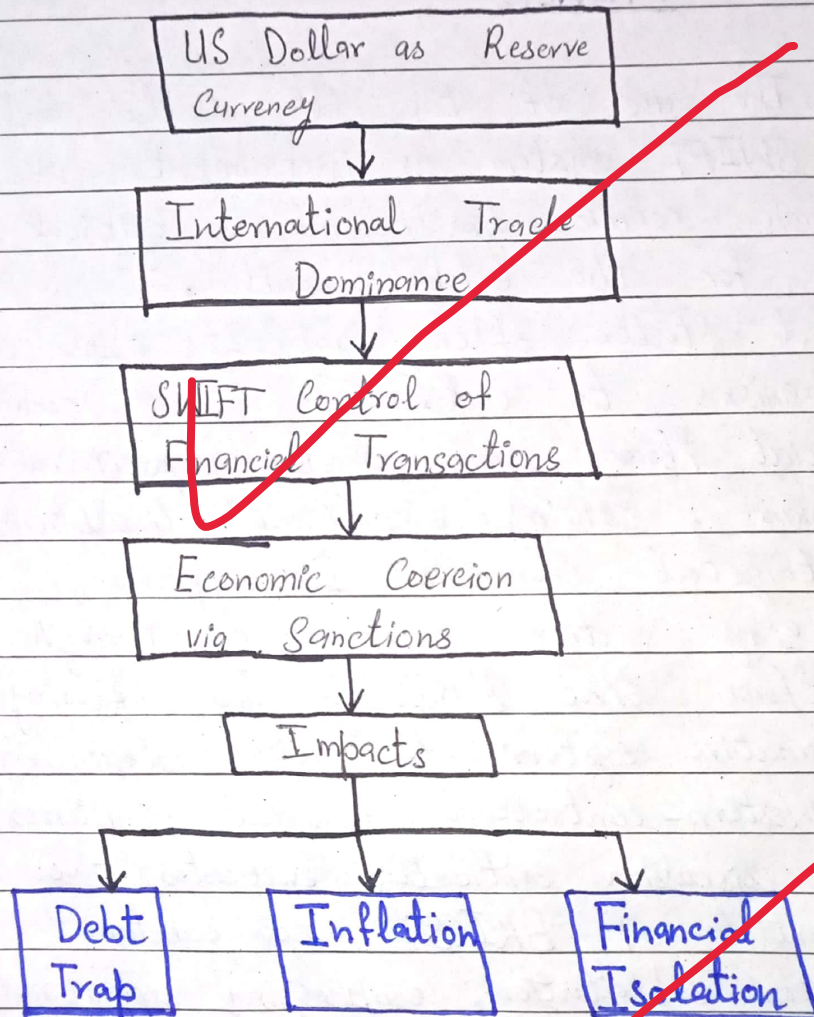 US Dollar as Reserve
Currency
International Trade
Dominance
SWIFT Control of
Financial Transactions
Economic Coercion
via Sanctions
Impacts
Debt
Trap
Inflation
Financial
Isolation